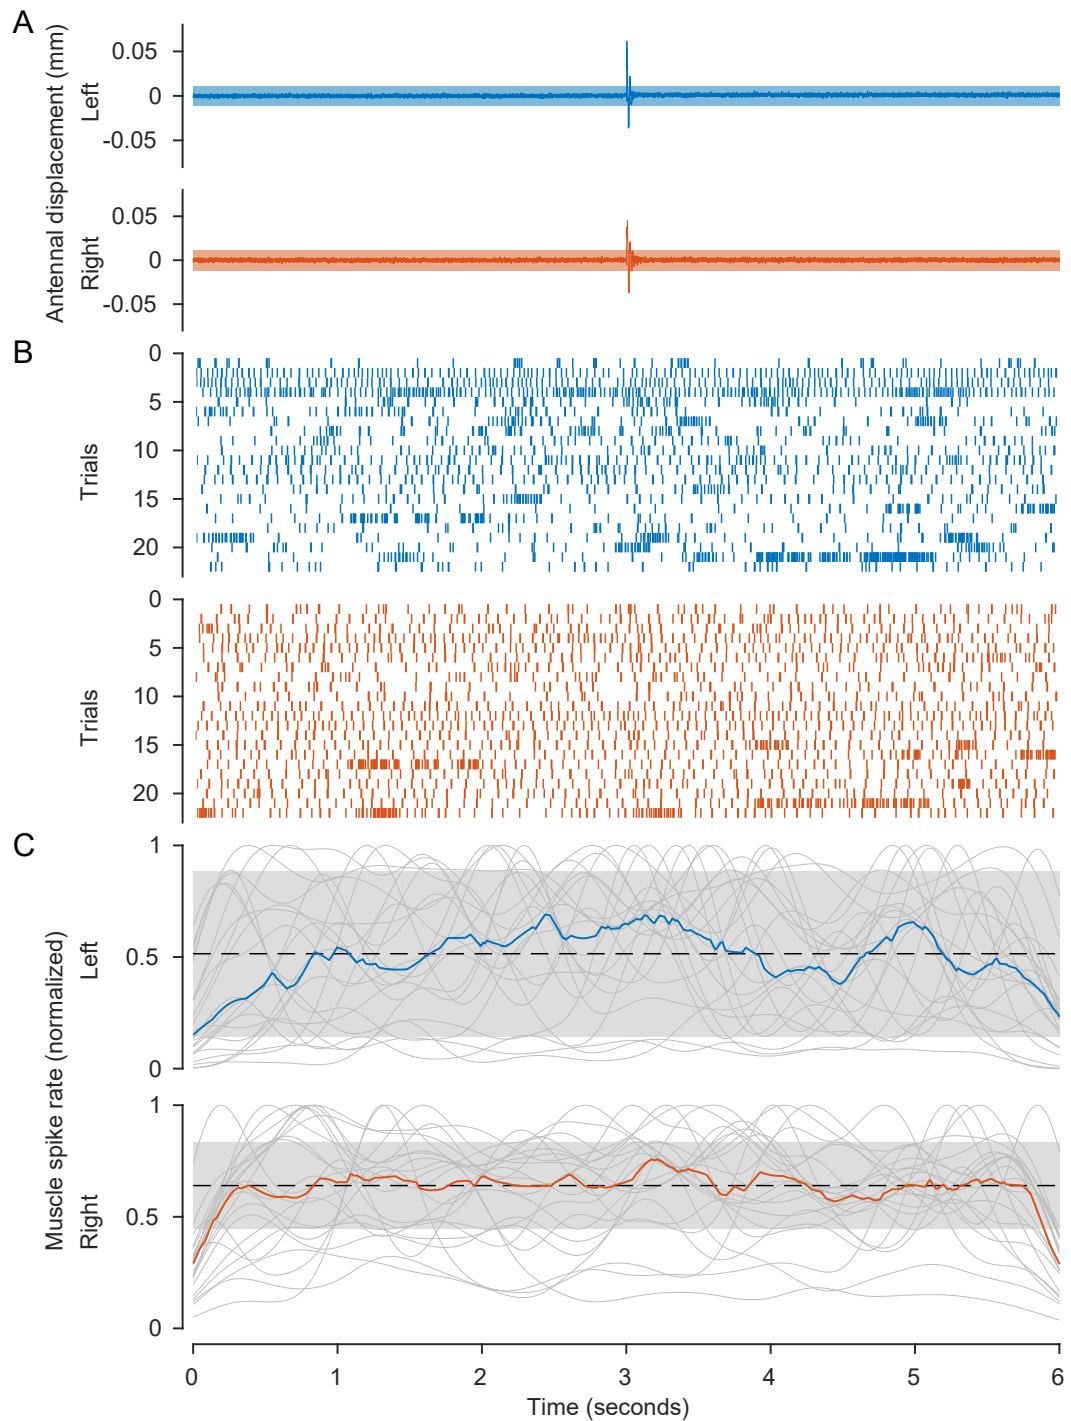 A
Antennal displacement (mm)
Left
0.05
0
-0.05
Right
0.05
0
-0.05
B
Trials
0
5
10
15
20
Trials
0
5
10
15
20
C
Muscle spike rate (normalized)
Left
1
0.5
0
Right
1
0.5
0
0 1 2 3 4 5 6
Time (seconds)